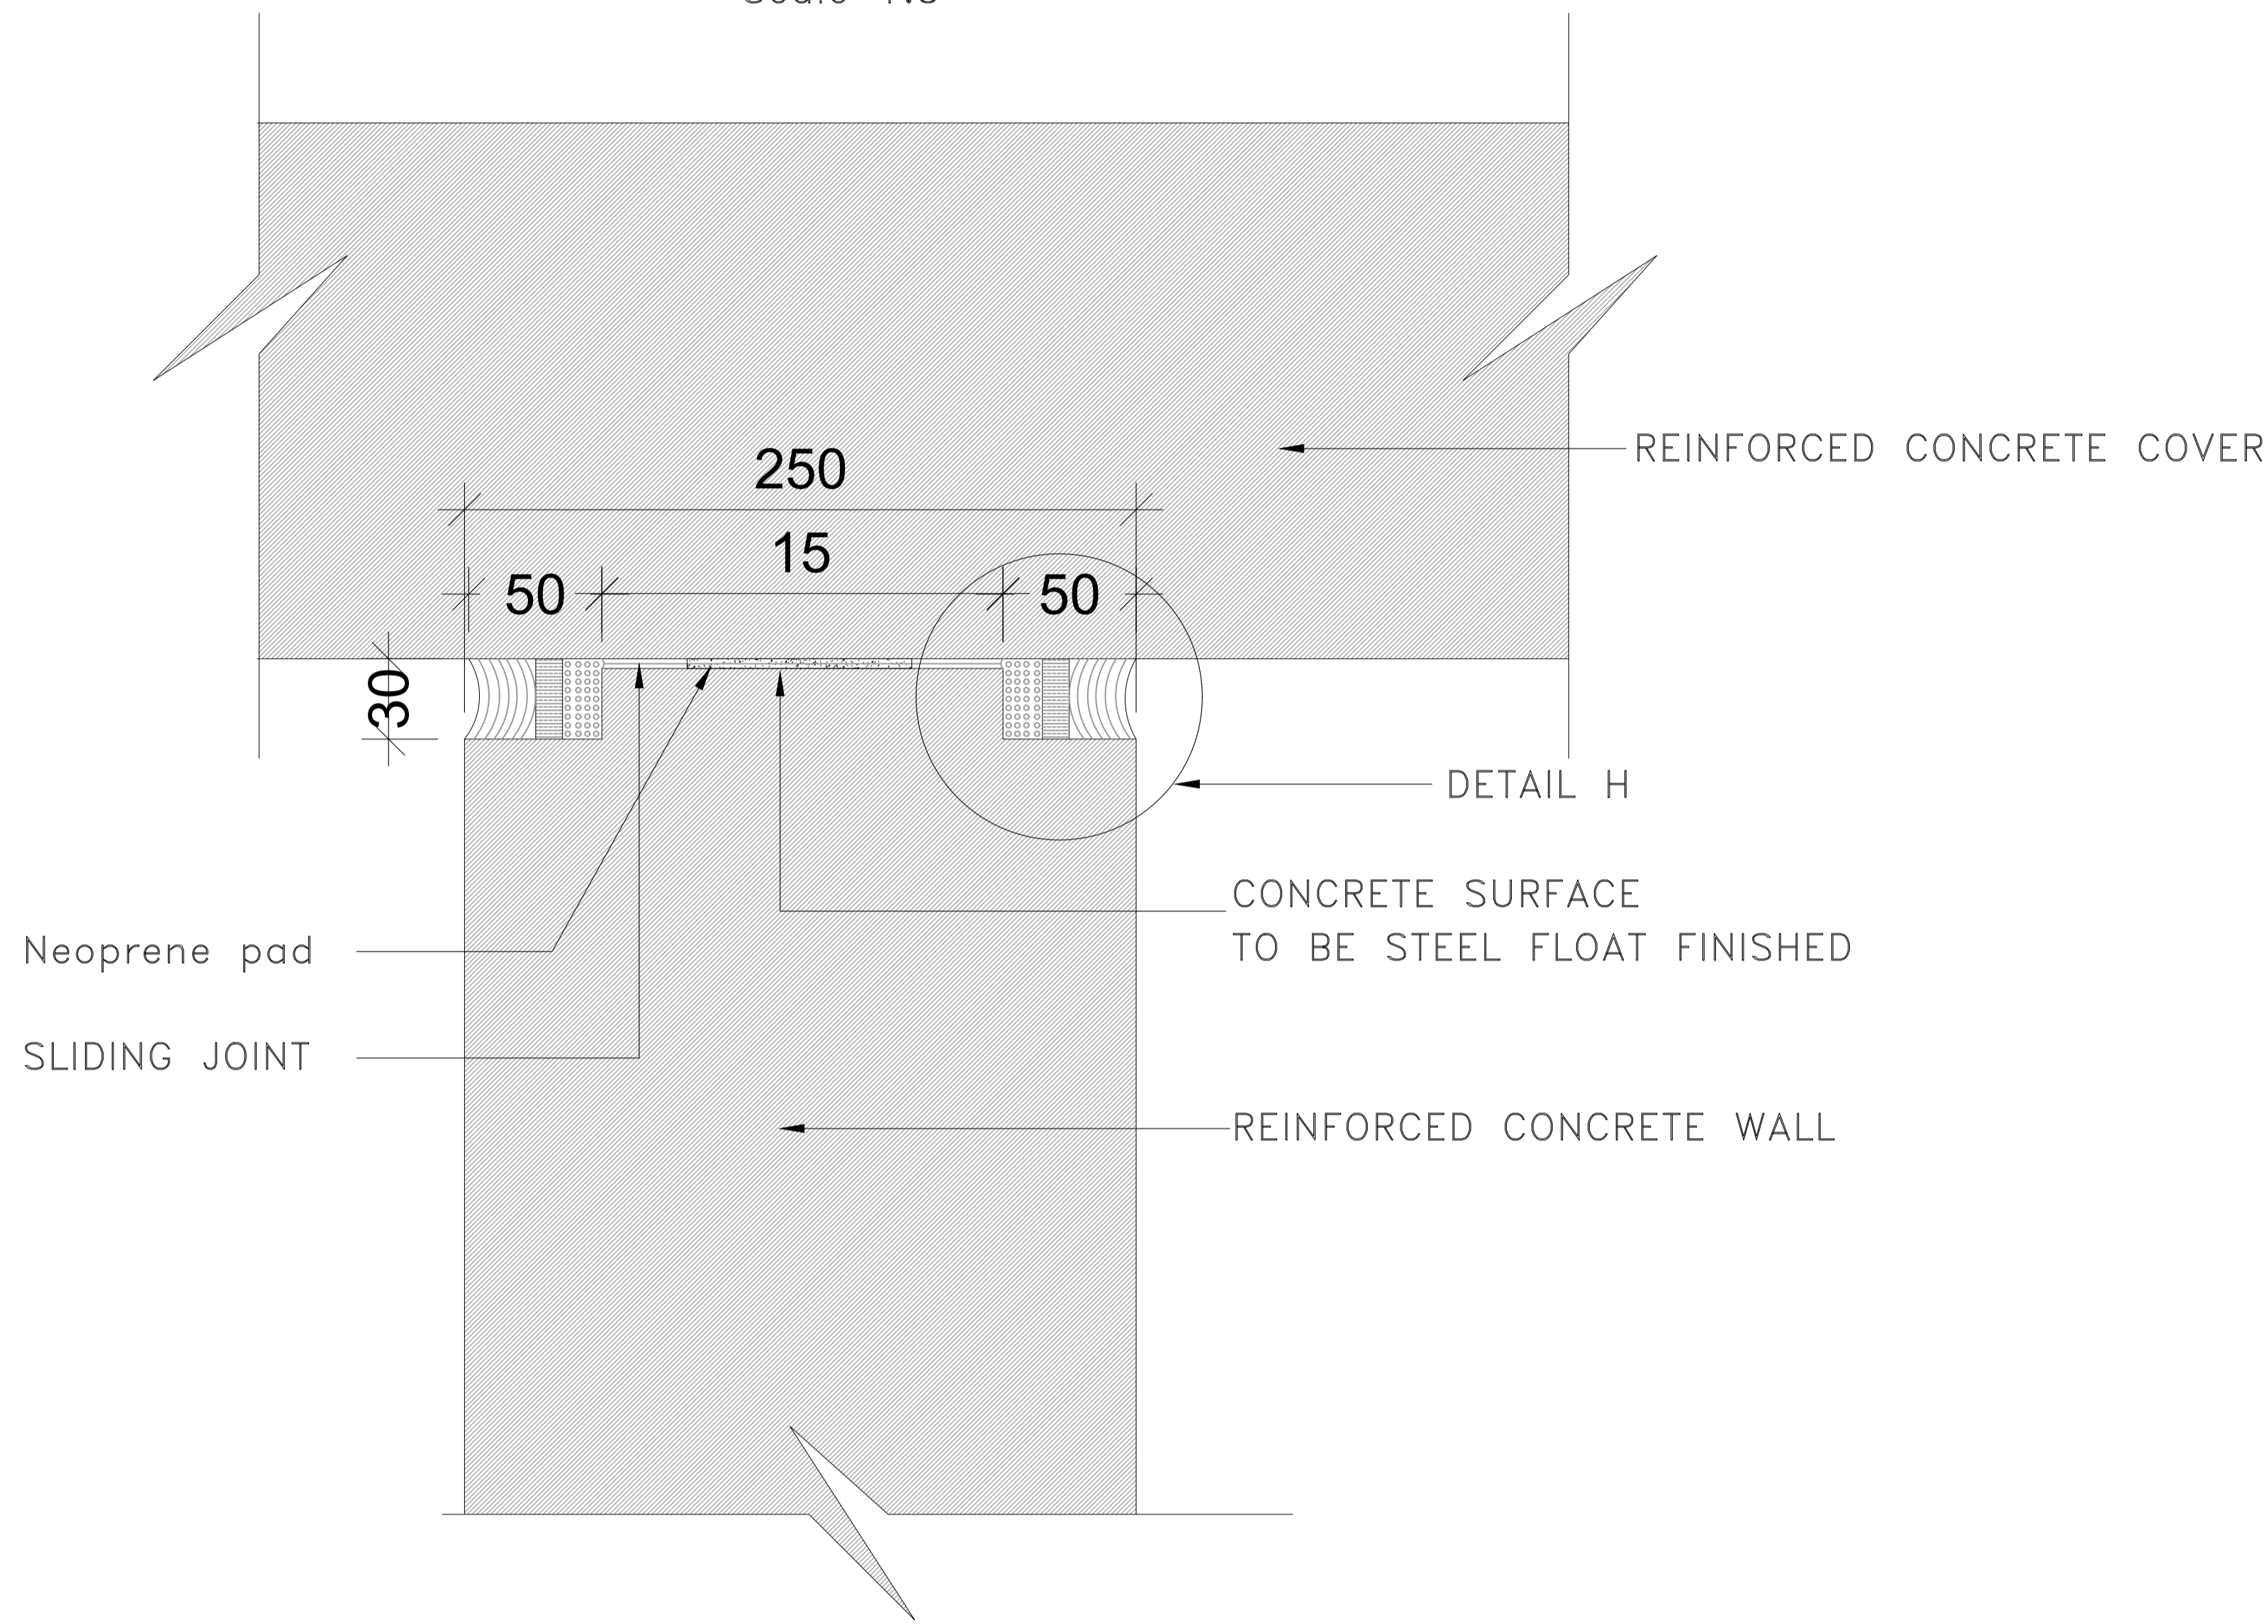 REINFORCED CONCRETE COVER
250
15
50
50
30
DETAIL H
CONCRETE SURFACE
TO BE STEEL FLOAT FINISHED
Neoprene pad
SLIDING JOINT
REINFORCED CONCRETE WALL